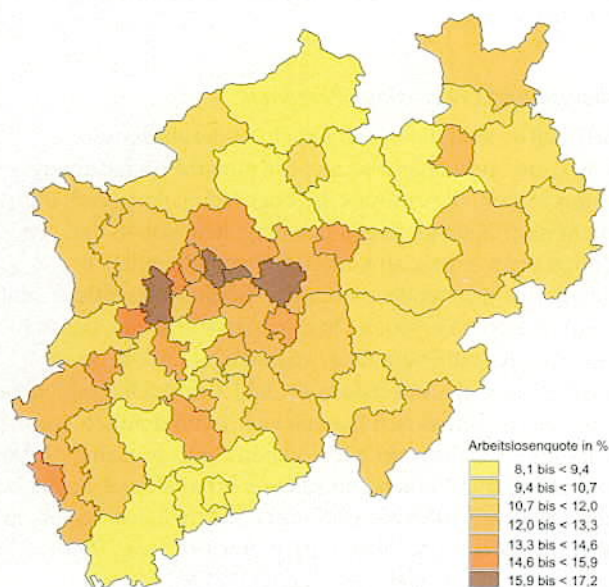 Arbeitslosenquote in %
8,1 bis < 9,4
9,4 bis < 10,7
10,7 bis < 12,0
12,0 bis < 13,3
13,3 bis < 14,6
14,6 bis < 15,9
15,9 bis < 17,2